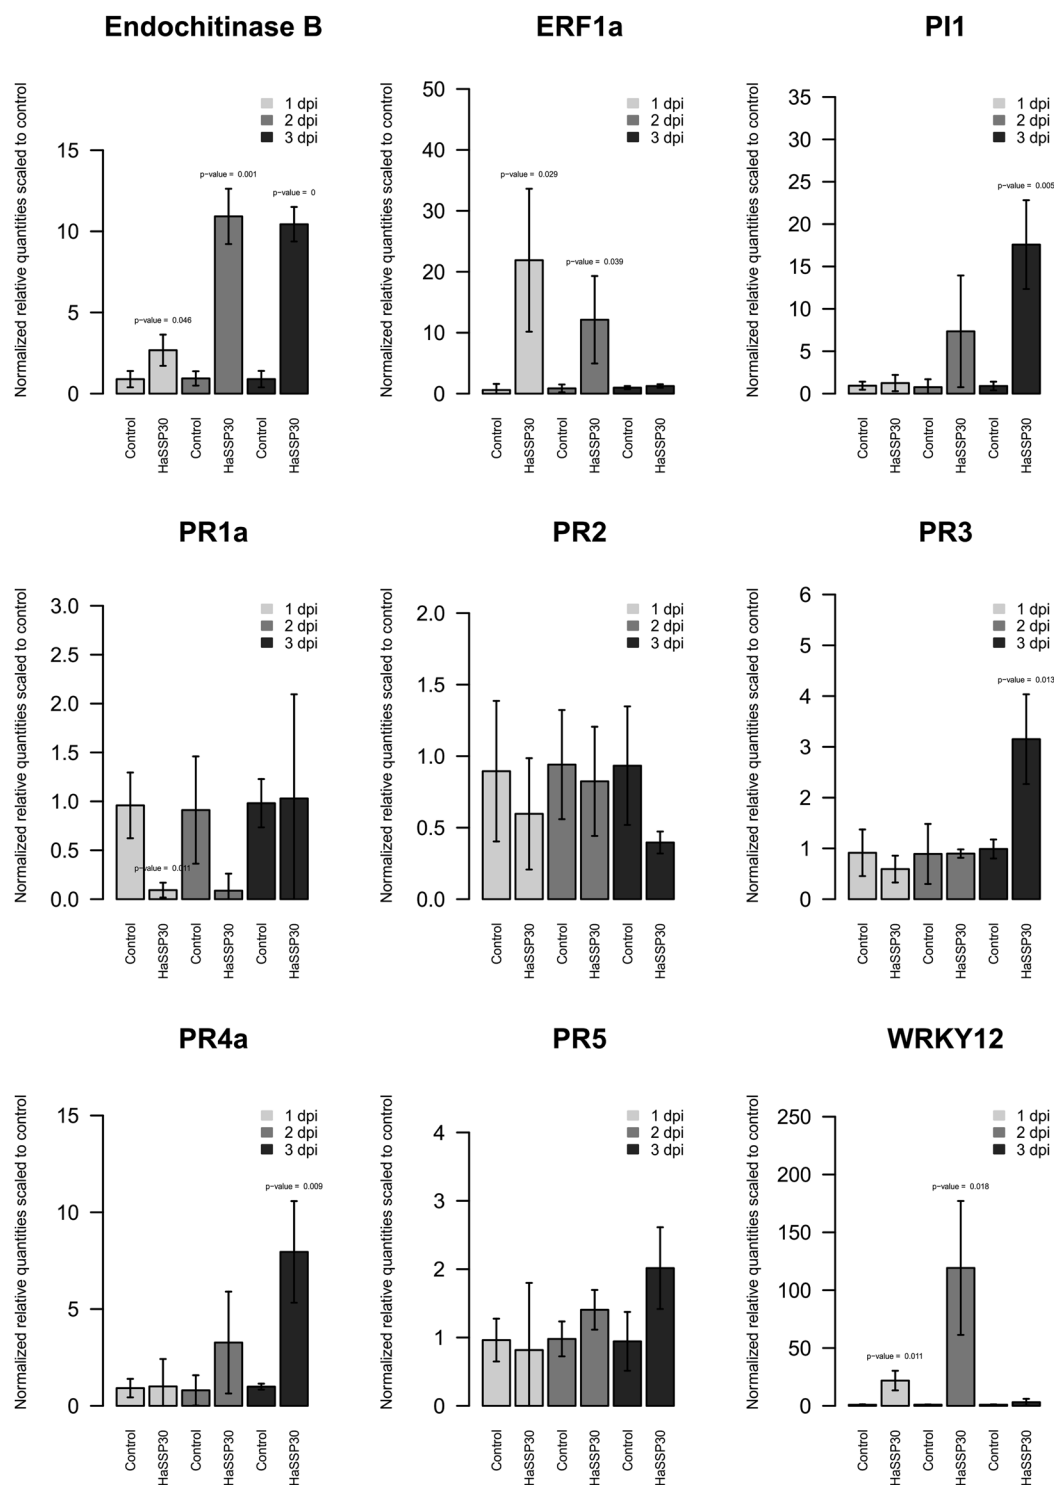 Endochitinase B
Normalized relative quantities scaled to control
1 dpi
2 dpi
3 dpi
15
10
5
0
p-value = 0.046
p-value = 0.001
p-value = 0
Control
HaSSP30
Control
HaSSP30
Control
HaSSP30
ERF1a
Normalized relative quantities scaled to control
1 dpi
2 dpi
3 dpi
50
40
30
20
10
0
p-value = 0.029
p-value = 0.039
Control
HaSSP30
Control
HaSSP30
Control
HaSSP30
PI1
Normalized relative quantities scaled to control
1 dpi
2 dpi
3 dpi
35
30
25
20
15
10
5
0
p-value = 0.005
Control
HaSSP30
Control
HaSSP30
Control
HaSSP30
PR1a
Normalized relative quantities scaled to control
1 dpi
2 dpi
3 dpi
3.0
2.5
2.0
1.5
1.0
0.5
0.0
p-value = 0.011
Control
HaSSP30
Control
HaSSP30
Control
HaSSP30
PR2
Normalized relative quantities scaled to control
1 dpi
2 dpi
3 dpi
2.0
1.5
1.0
0.5
0.0
Control
HaSSP30
Control
HaSSP30
Control
HaSSP30
PR3
Normalized relative quantities scaled to control
1 dpi
2 dpi
3 dpi
6
5
4
3
2
1
0
p-value = 0.013
Control
HaSSP30
Control
HaSSP30
Control
HaSSP30
PR4a
Normalized relative quantities scaled to control
1 dpi
2 dpi
3 dpi
15
10
5
0
p-value = 0.009
Control
HaSSP30
Control
HaSSP30
Control
HaSSP30
PR5
Normalized relative quantities scaled to control
1 dpi
2 dpi
3 dpi
4
3
2
1
0
Control
HaSSP30
Control
HaSSP30
Control
HaSSP30
WRKY12
Normalized relative quantities scaled to control
1 dpi
2 dpi
3 dpi
250
200
150
100
50
0
p-value = 0.011
p-value = 0.018
Control
HaSSP30
Control
HaSSP30
Control
HaSSP30